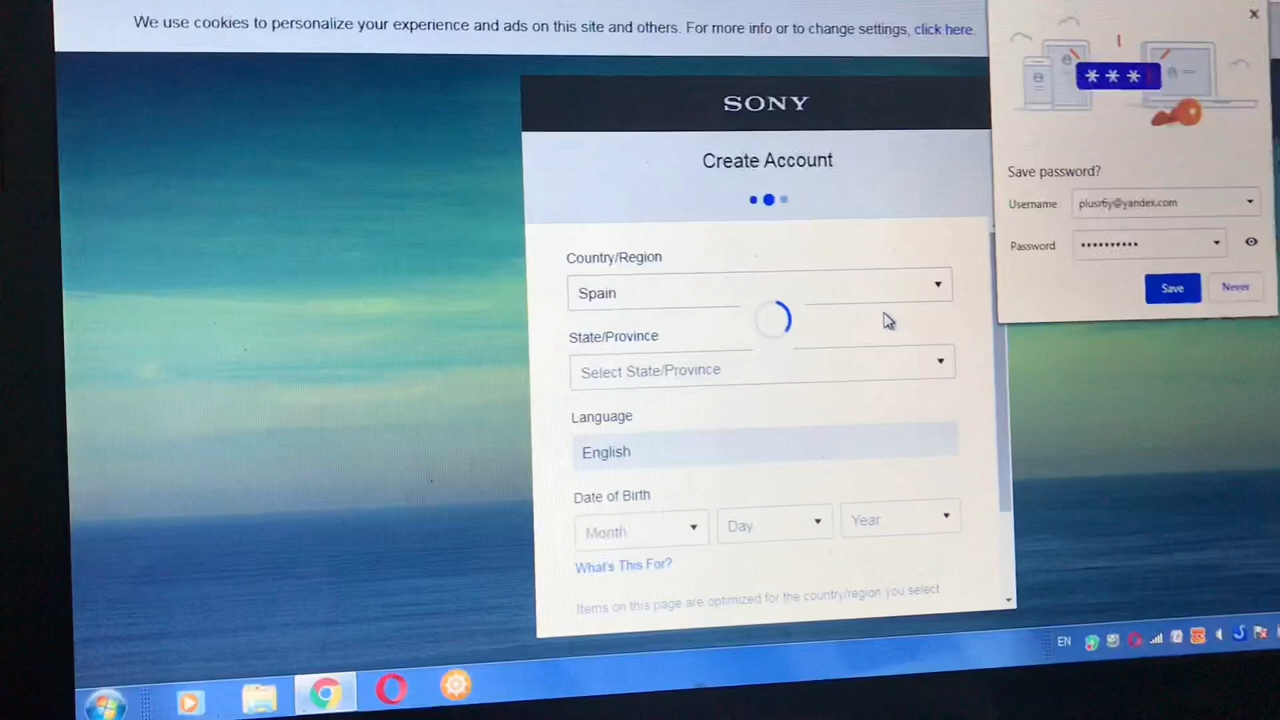 We use cookies to personalize your experience and ads on this site and others. For more info or to change settings, click here.
SONY
Create Account
Country/Region
Spain
State/Province
Select State/Province
Language
English
Date of Birth
Month Day Year
What's This For?
Items on this page are optimized for the country/region you select
***
Save password?
Username plusr6y@yandex.com
Password ••••••••••
Save Never
EN